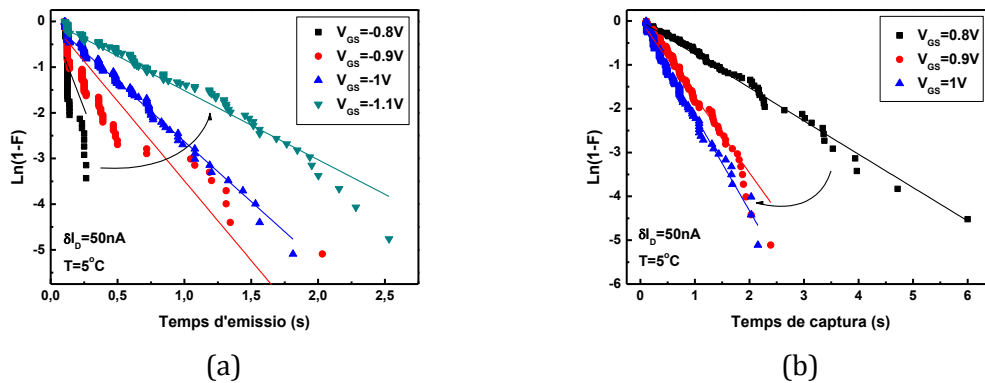 V_GS=-0.8V
V_GS=-0.9V
V_GS=-1V
V_GS=-1.1V
Ln(1-F)
0
-1
-2
-3
-4
-5
δI_D=50nA
T=5°C
0,0 0,5 1,0 1,5 2,0 2,5
Temps d'emissio (s)
(a)
V_GS=0.8V
V_GS=0.9V
V_GS=1V
Ln(1-F)
0
-1
-2
-3
-4
-5
-6
δI_D=50nA
T=5°C
0 1 2 3 4 5 6
Temps de captura (s)
(b)